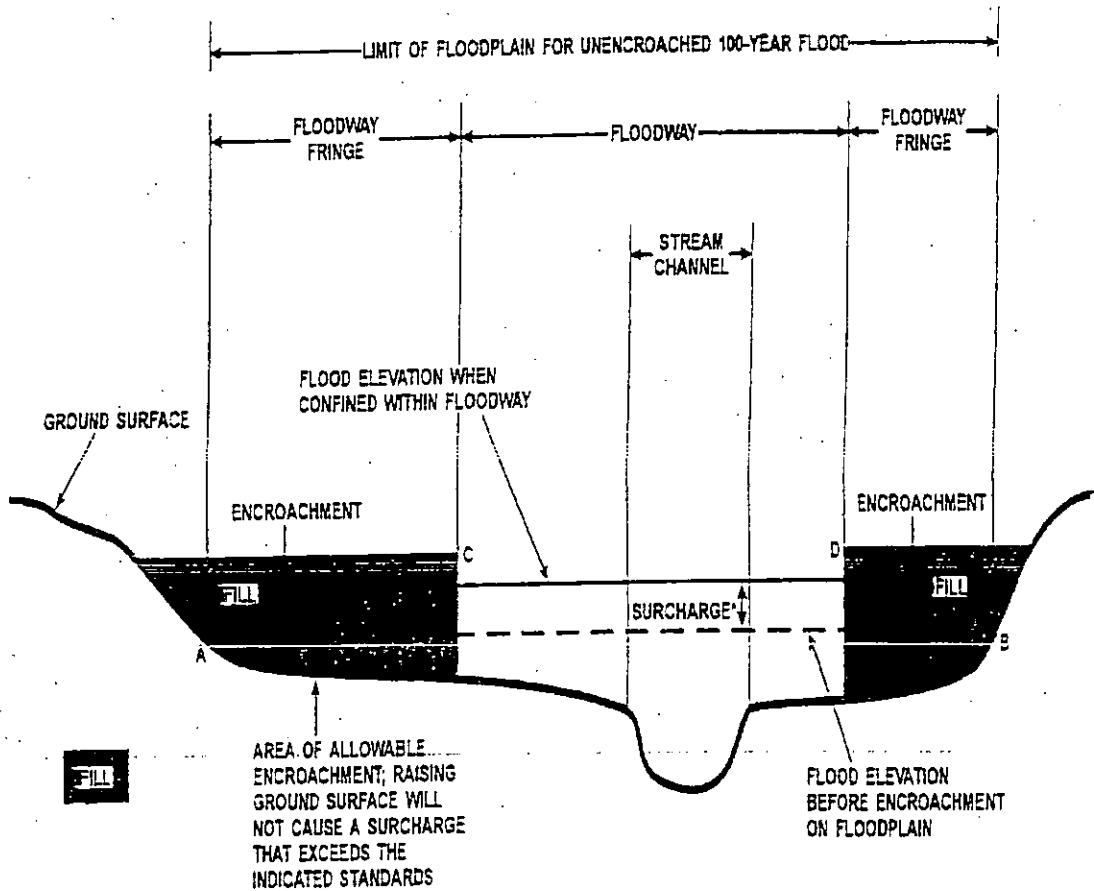 LIMIT OF FLOODPLAIN FOR UNENCROACHED 100-YEAR FLOOD
FLOODWAY
FRINGE
FLOODWAY
FLOODWAY
FRINGE
STREAM
CHANNEL
FLOOD ELEVATION WHEN
CONFINED WITHIN FLOODWAY
GROUND SURFACE
ENCROACHMENT
ENCROACHMENT
C
D
FILL
FILL
SURCHARGE*
A
B
AREA OF ALLOWABLE
ENCROACHMENT; RAISING
GROUND SURFACE WILL
NOT CAUSE A SURCHARGE
THAT EXCEEDS THE
INDICATED STANDARDS
FILL
FLOOD ELEVATION
BEFORE ENCROACHMENT
ON FLOODPLAIN